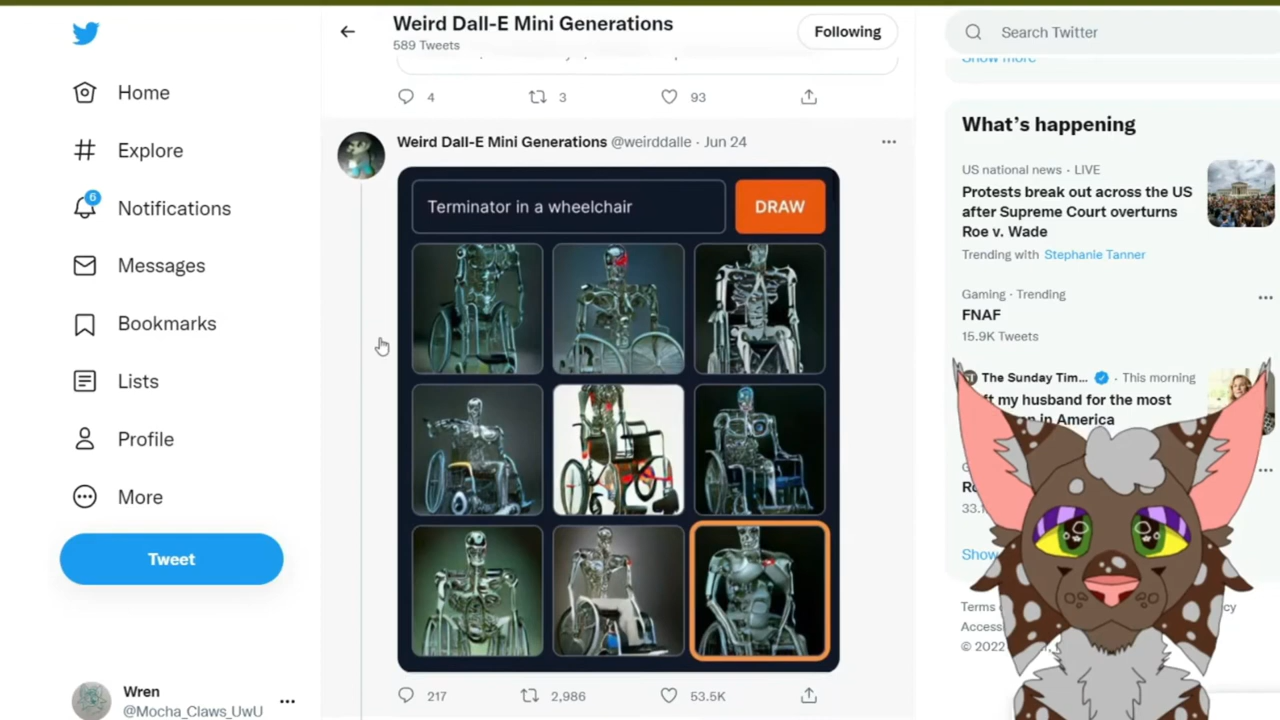 Home
Explore
6
Notifications
Messages
Bookmarks
Lists
Profile
More
Tweet
Wren
@Mocha_Claws_UwU
Weird Dall-E Mini Generations
589 Tweets
Following
4
3
93
Weird Dall-E Mini Generations @weirddalle · Jun 24
Terminator in a wheelchair
DRAW
217
2,986
53.5K
Search Twitter
Show more
What's happening
US national news · LIVE
Protests break out across the US
after Supreme Court overturns
Roe v. Wade
Trending with Stephanie Tanner
Gaming · Trending
FNAF
15.9K Tweets
The Sunday Tim... · This morning
my husband for the most
in America
Show
Terms
© 2022